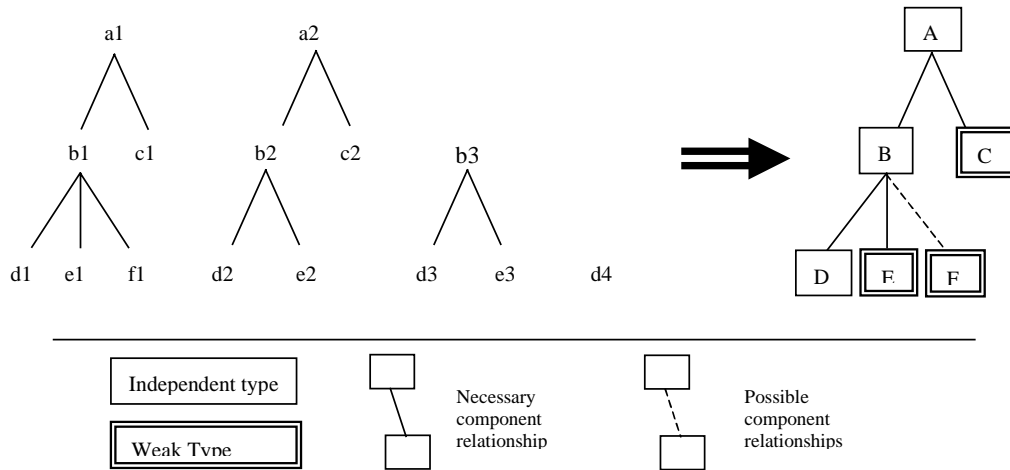 a1 a2 A
b1 c1 b2 c2 b3 B C
d1 e1 f1 d2 e2 d3 e3 d4 D E F
Independent type
Weak Type
Necessary
component
relationship
Possible
component
relationships